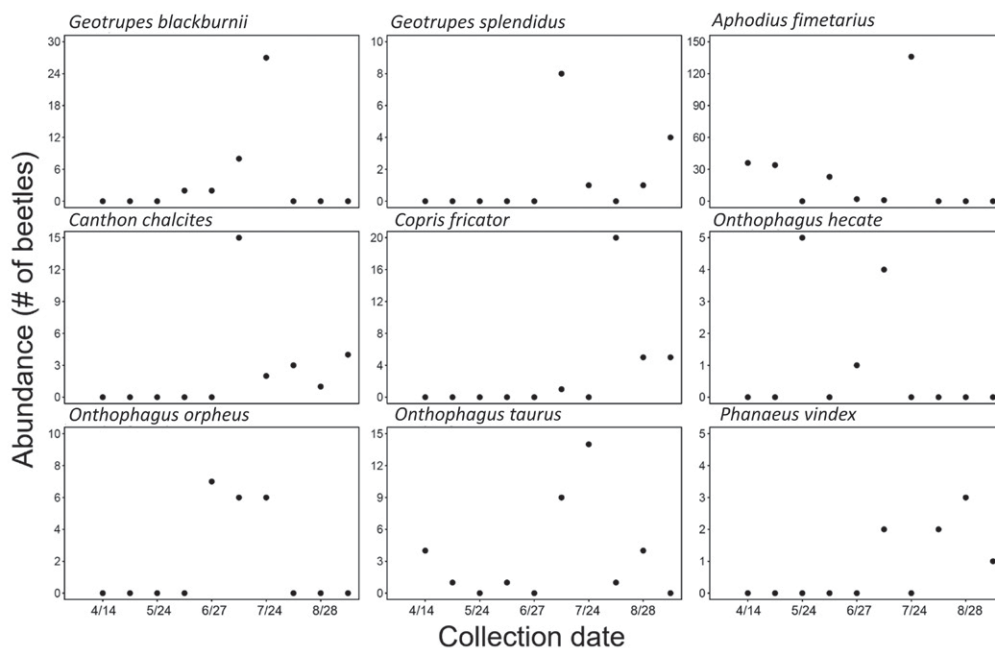 Geotrupes blackburnii Geotrupes splendidus Aphodius fimetarius
30 10 150
24 8 120
18 6 90
12 4 60
6 2 30
0 0 0
Canthon chalcites Copris fricator Onthophagus hecate
15 20 5
12 16 4
9 12 3
6 8 2
3 4 1
0 0 0
Onthophagus orpheus Onthophagus taurus Phanaeus vindex
10 15 5
8 12 4
6 9 3
4 6 2
2 3 1
0 0 0
4/14 5/24 6/27 7/24 8/28 4/14 5/24 6/27 7/24 8/28 4/14 5/24 6/27 7/24 8/28
Abundance (# of beetles)
Collection date